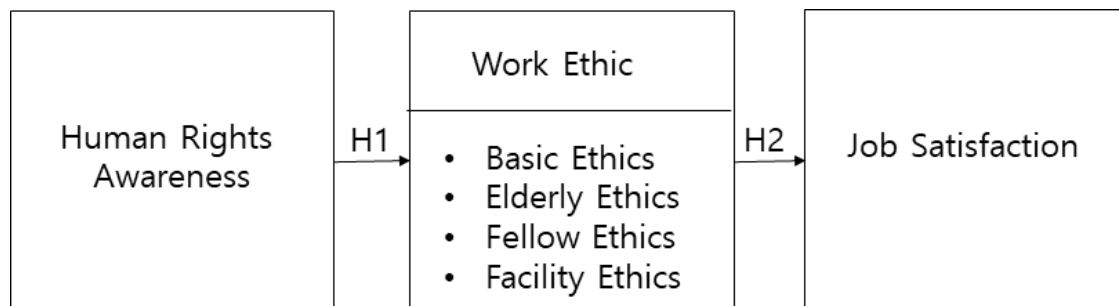 Human Rights
Awareness
H1
Work Ethic
• Basic Ethics
• Elderly Ethics
• Fellow Ethics
• Facility Ethics
H2
Job Satisfaction